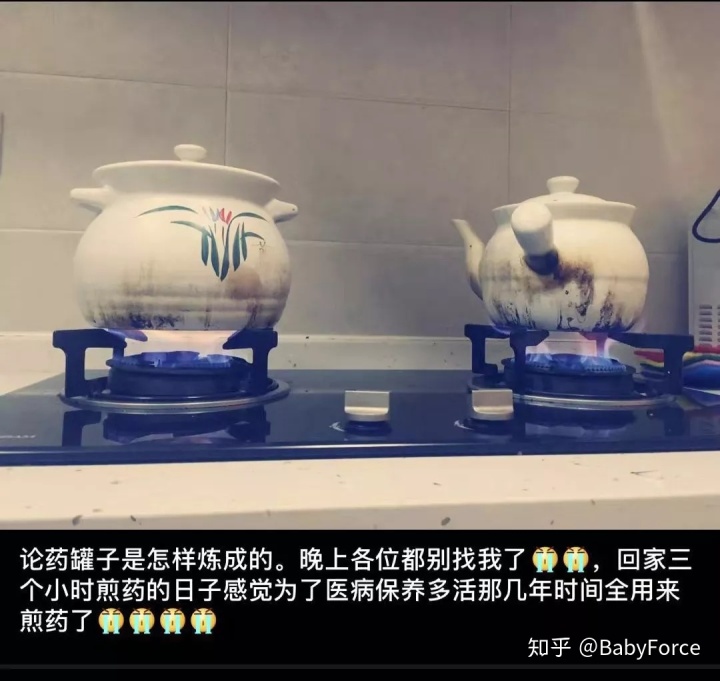 论药罐子是怎样炼成的。晚上各位都别找我了😭😭，回家三
个小时煎药的日子感觉为了医病保养多活那几年时间全用来
煎药了😭😭😭😭
知乎 @BabyForce